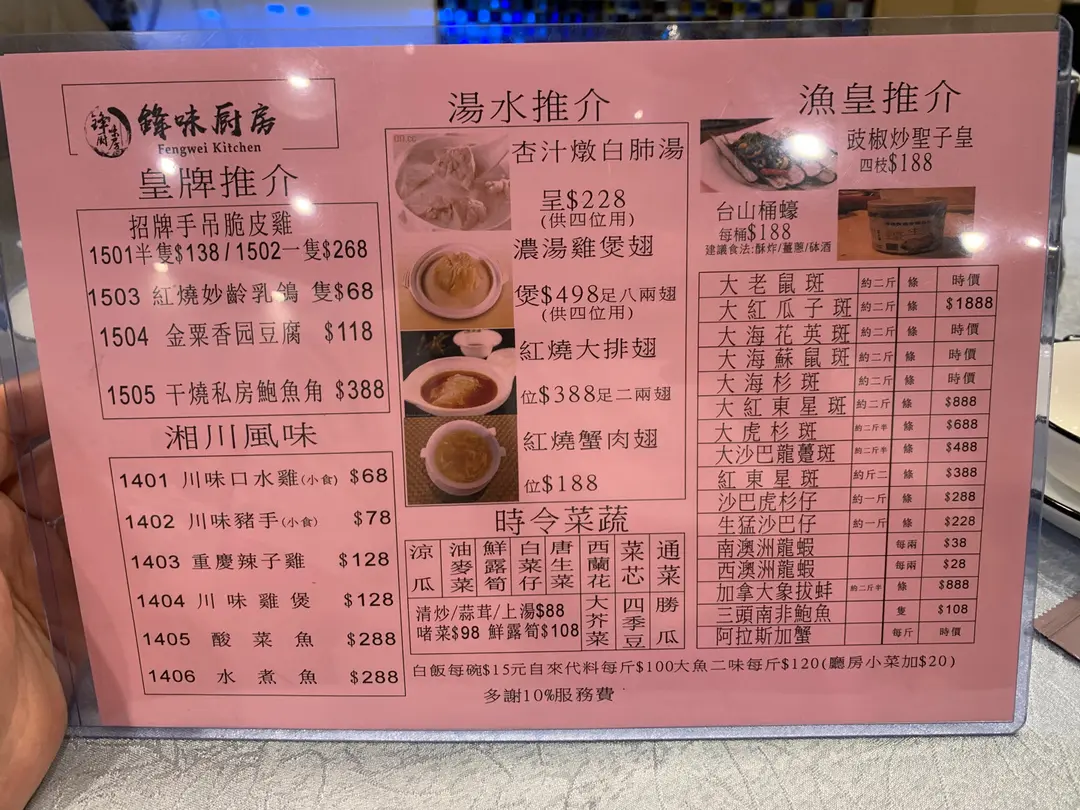 鋒味厨房
Fengwei Kitchen
皇牌推介
招牌手吊脆皮雞
1501半隻$138/1502一隻$268
1503 紅燒妙齡乳鴿 隻$68
1504 金粟香园豆腐 $118
1505 干燒私房鮑魚角 $388
湘川風味
1401 川味口水雞(小食) $68
1402 川味豬手(小食) $78
1403 重慶辣子雞 $128
1404 川味雞煲 $128
1405 酸菜魚 $288
1406 水煮魚 $288
湯水推介
杏汁燉白肺湯
呈$228
(供四位用)
濃湯雞煲翅
煲$498足八兩翅
(供四位用)
紅燒大排翅
位$388足二兩翅
紅燒蟹肉翅
位$188
時令菜蔬
涼瓜 油麥菜 鮮露筍 白菜仔 唐生菜 西蘭花 菜芯 通菜
清炒/蒜茸/上湯$88
啫菜$98 鮮露筍$108
大芥菜 四季豆 勝瓜
漁皇推介
豉椒炒聖子皇
四枝$188
台山桶蠔
每桶$188
建議食法:酥炸/薑蔥/砵酒
大老鼠斑 約二斤 條 時價
大紅瓜子斑 約二斤 條 $1888
大海花英斑 約二斤 條 時價
大海蘇鼠斑 約二斤 條 時價
大海杉斑 約二斤 條 時價
大紅東星斑 約二斤 條 $888
大虎杉斑 約二斤半 條 $688
大沙巴龍躉斑 約二斤半 條 $488
紅東星斑 約斤二 條 $388
沙巴虎杉仔 約一斤 條 $288
生猛沙巴仔 約一斤 條 $228
南澳洲龍蝦 每兩 $38
西澳洲龍蝦 每兩 $28
加拿大象拔蚌 約二斤半 條 $888
三頭南非鮑魚 隻 $108
阿拉斯加蟹 每斤 時價
白飯每碗$15元自來代料每斤$100大魚二味每斤$120(廳房小菜加$20)
多謝10%服務費